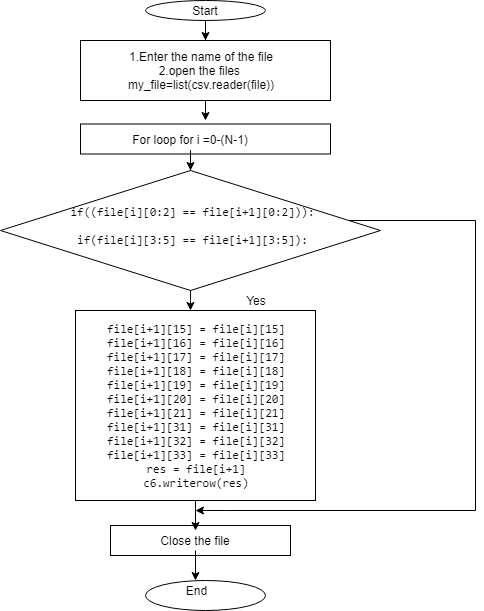 Start
1.Enter the name of the file
2.open the files
my_file=list(csv.reader(file))
For loop for i =0-(N-1)
if((file[i][0:2] == file[i+1][0:2])):
if(file[i][3:5] == file[i+1][3:5]):
Yes
file[i+1][15] = file[i][15]
file[i+1][16] = file[i][16]
file[i+1][17] = file[i][17]
file[i+1][18] = file[i][18]
file[i+1][19] = file[i][19]
file[i+1][20] = file[i][20]
file[i+1][21] = file[i][21]
file[i+1][31] = file[i][31]
file[i+1][32] = file[i][32]
file[i+1][33] = file[i][33]
res = file[i+1]
c6.writerow(res)
Close the file
End